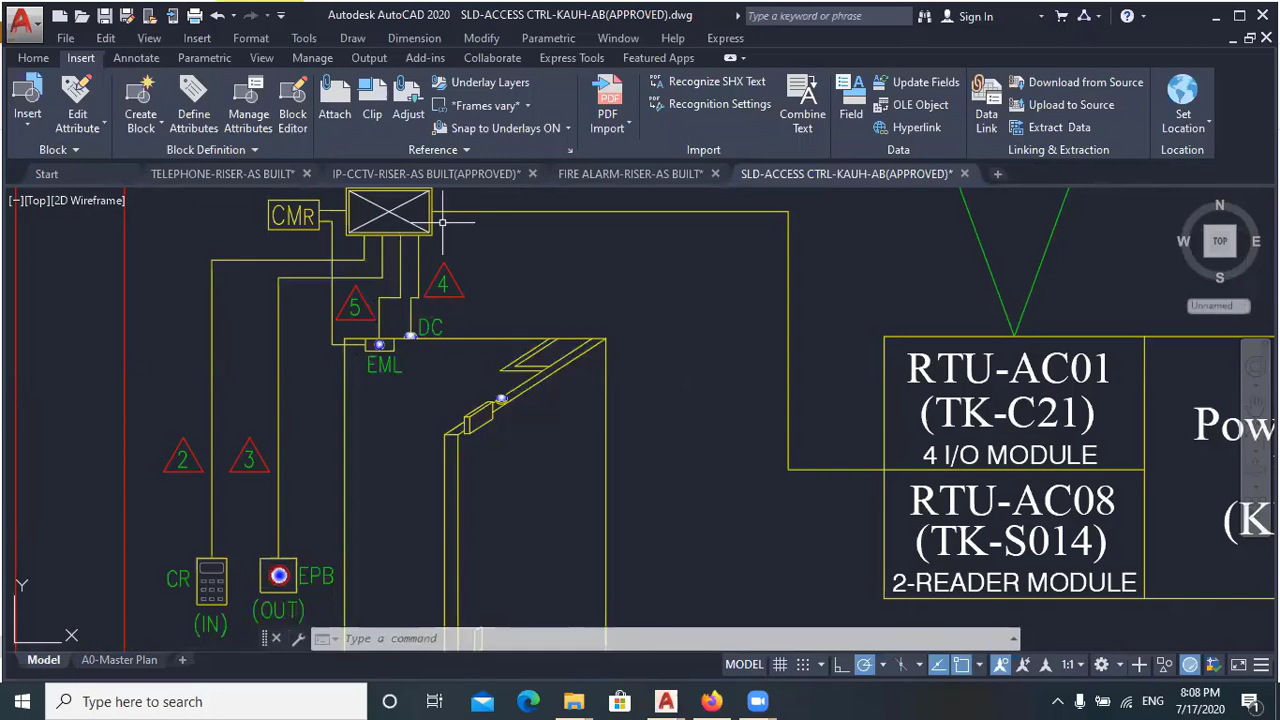 Autodesk AutoCAD 2020 SLD-ACCESS CTRL-KAUH-AB(APPROVED).dwg Type a keyword or phrase Sign In
File Edit View Insert Format Tools Draw Dimension Modify Parametric Window Help Express
Home Insert Annotate Parametric View Manage Output Add-ins Collaborate Express Tools Featured Apps
Insert
Edit Attribute
Create Block
Define Attributes
Manage Attributes
Block Editor
Attach
Clip
Adjust
Underlay Layers
*Frames vary*
Snap to Underlays ON
PDF Import
Recognize SHX Text
Recognition Settings
Combine Text
Field
Update Fields
OLE Object
Hyperlink
Data Link
Download from Source
Upload to Source
Extract Data
Set Location
Block Block Definition Reference Import Data Linking & Extraction Location
Start TELEPHONE-RISER-AS BUILT* IP-CCTV-RISER-AS BUILT(APPROVED)* FIRE ALARM-RISER-AS BUILT* SLD-ACCESS CTRL-KAUH-AB(APPROVED)*
[−][Top][2D Wireframe]
N
W TOP E
S
Unnamed
CMR
5
4
DC
EML
2
3
CR
EPB
(IN)
(OUT)
RTU-AC01
(TK-C21)
4 I/O MODULE
RTU-AC08
(TK-S014)
2-READER MODULE
Pow
(K
Y
X
Type a command
Model A0-Master Plan MODEL 1:1
Type here to search
8:08 PM
7/17/2020
1